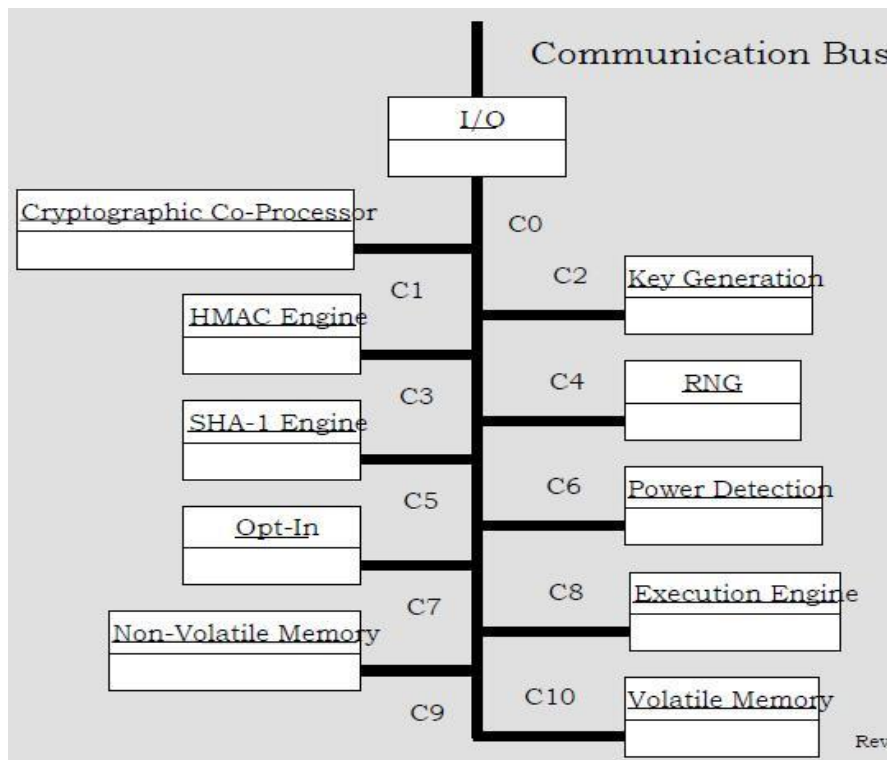 Communication Bus
I/O
Cryptographic Co-Processor
C0
C1
C2
Key Generation
HMAC Engine
C3
C4
RNG
SHA-1 Engine
C5
C6
Power Detection
Opt-In
C7
C8
Execution Engine
Non-Volatile Memory
C9
C10
Volatile Memory
Rev